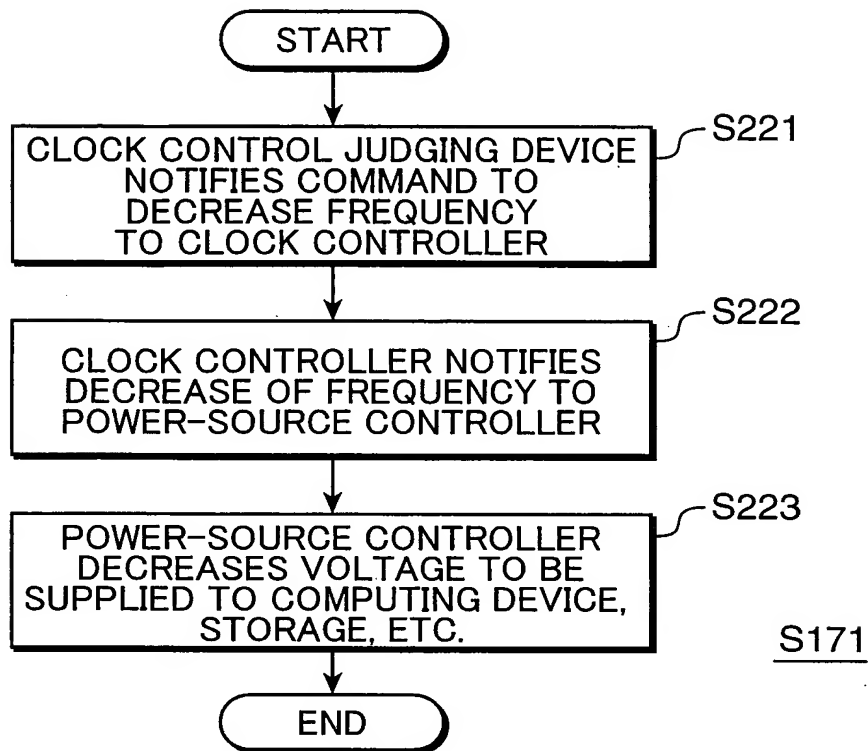 START
S221
CLOCK CONTROL JUDGING DEVICE
NOTIFIES COMMAND TO
DECREASE FREQUENCY
TO CLOCK CONTROLLER
S222
CLOCK CONTROLLER NOTIFIES
DECREASE OF FREQUENCY TO
POWER-SOURCE CONTROLLER
S223
POWER-SOURCE CONTROLLER
DECREASES VOLTAGE TO BE
SUPPLIED TO COMPUTING DEVICE,
STORAGE, ETC.
S171
END